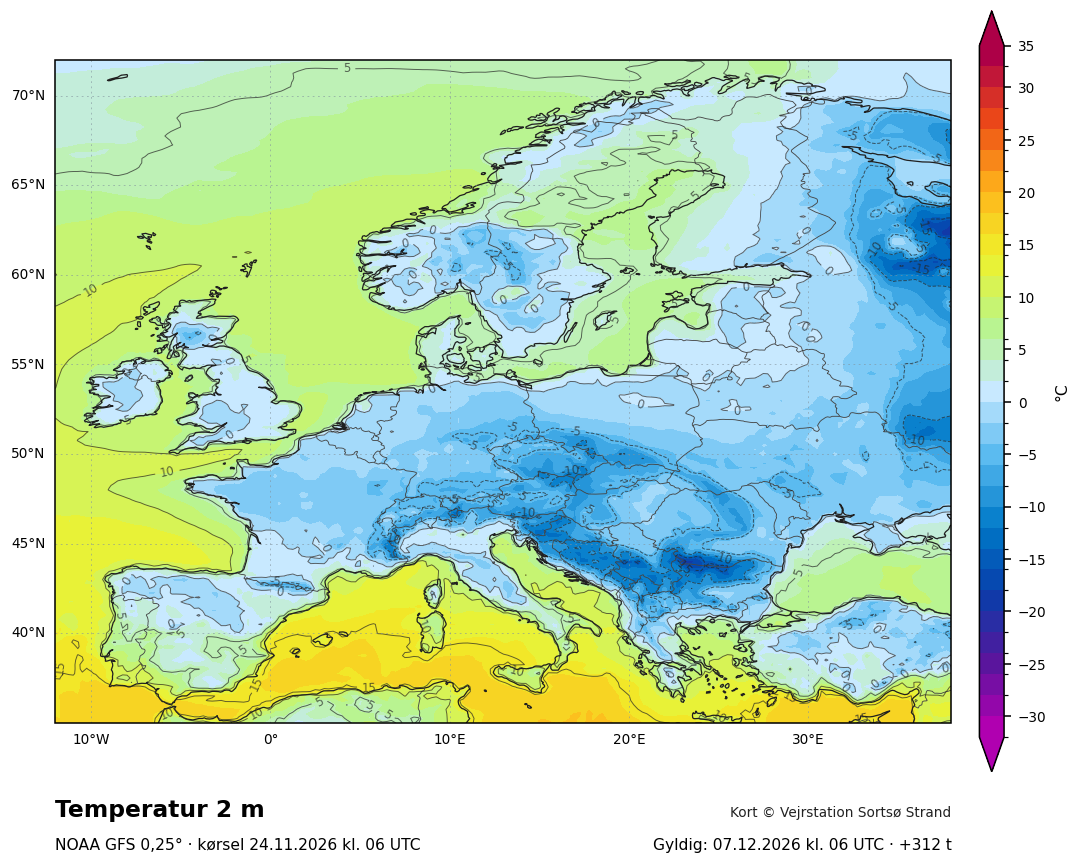 70°N
65°N
60°N
55°N
50°N
45°N
40°N
10°W
0°
10°E
20°E
30°E
35
30
25
20
15
10
5
0
−5
−10
−15
−20
−25
−30
°C
Temperatur 2 m
Kort © Vejrstation Sortsø Strand
NOAA GFS 0,25° · kørsel 24.11.2026 kl. 06 UTC
Gyldig: 07.12.2026 kl. 06 UTC · +312 t